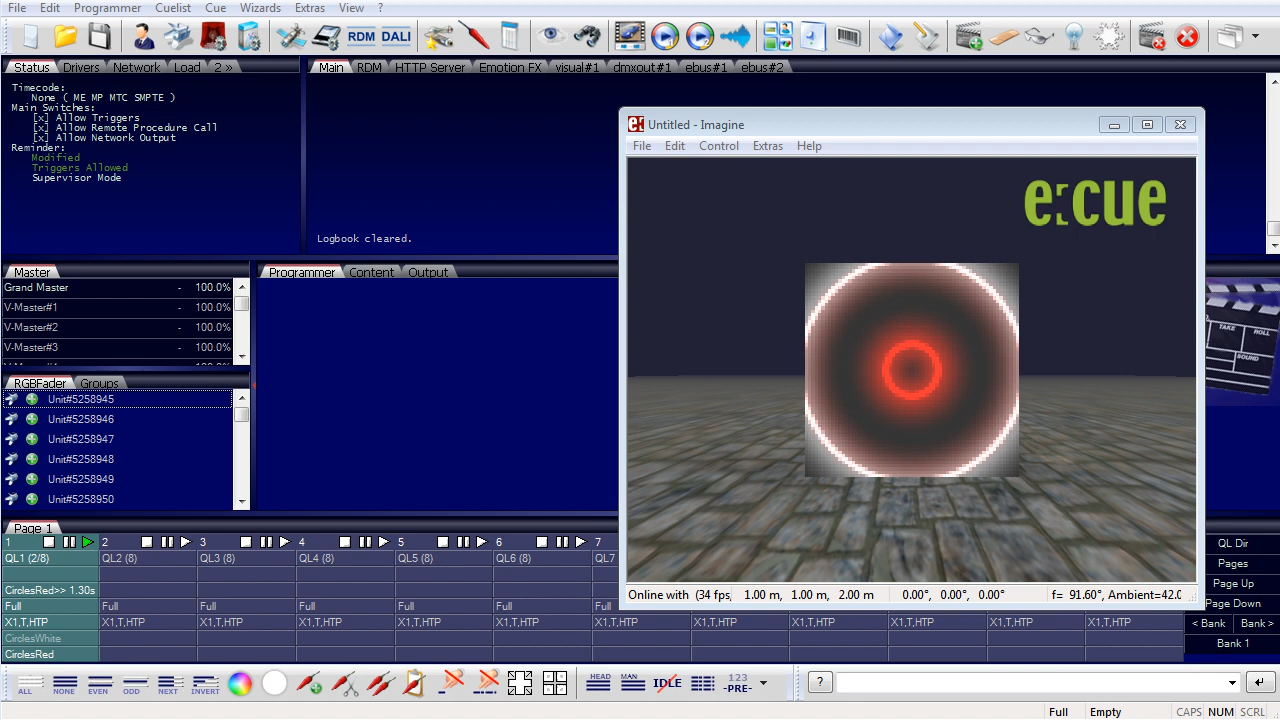 File Edit Programmer Cuelist Cue Wizards Extras View ?
RDM DALI
Status Drivers Network Load 2 »
Main RDM HTTP Server Emotion FX visual#1 dmxout#1 ebus#1 ebus#2
Timecode:
None ( ME MP MTC SMPTE )
Main Switches:
[x] Allow Triggers
[x] Allow Remote Procedure Call
[x] Allow Network Output
Reminder:
Modified
Triggers Allowed
Supervisor Mode
Logbook cleared.
e: Untitled - Imagine
File Edit Control Extras Help
e:cue
TAKE ROLL
SOUND
Master
Grand Master - 100.0%
V-Master#1 - 100.0%
V-Master#2 - 100.0%
V-Master#3 - 100.0%
Programmer Content Output
RGBFader Groups
Unit#5258945
Unit#5258946
Unit#5258947
Unit#5258948
Unit#5258949
Unit#5258950
Online with (34 fps 1.00 m, 1.00 m, 2.00 m 0.00°, 0.00°, 0.00° f= 91.60°, Ambient=42.0
Page 1
1 2 3 4 5 6 7
QL1 (2/8) QL2 (8) QL3 (8) QL4 (8) QL5 (8) QL6 (8) QL7
CirclesRed>> 1.30s
Full Full Full Full Full Full Full
X1,T,HTP X1,T,HTP X1,T,HTP X1,T,HTP X1,T,HTP X1,T,HTP X1,T,HTP X1,T,HTP X1,T,HTP X1,T,HTP X1,T,HTP X1,T,HTP
CirclesWhite
CirclesRed
QL Dir
Pages
Page Up
Page Down
< Bank Bank >
Bank 1
ALL NONE EVEN ODD NEXT INVERT HEAD MAN IDLE 123 -PRE- ?
Full Empty CAPS NUM SCRL